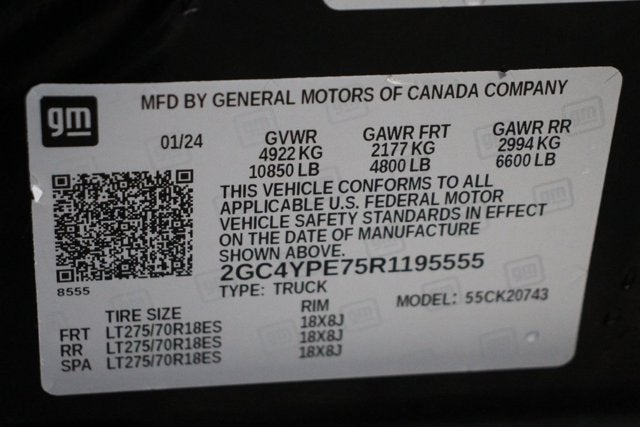 gm
MFD BY GENERAL MOTORS OF CANADA COMPANY
01/24 GVWR GAWR FRT GAWR RR
4922 KG 2177 KG 2994 KG
10850 LB 4800 LB 6600 LB
THIS VEHICLE CONFORMS TO ALL
APPLICABLE U.S. FEDERAL MOTOR
VEHICLE SAFETY STANDARDS IN EFFECT
ON THE DATE OF MANUFACTURE
SHOWN ABOVE.
2GC4YPE75R1195555
8555
TYPE: TRUCK MODEL: 55CK20743
TIRE SIZE RIM
FRT LT275/70R18ES 18X8J
RR LT275/70R18ES 18X8J
SPA LT275/70R18ES 18X8J